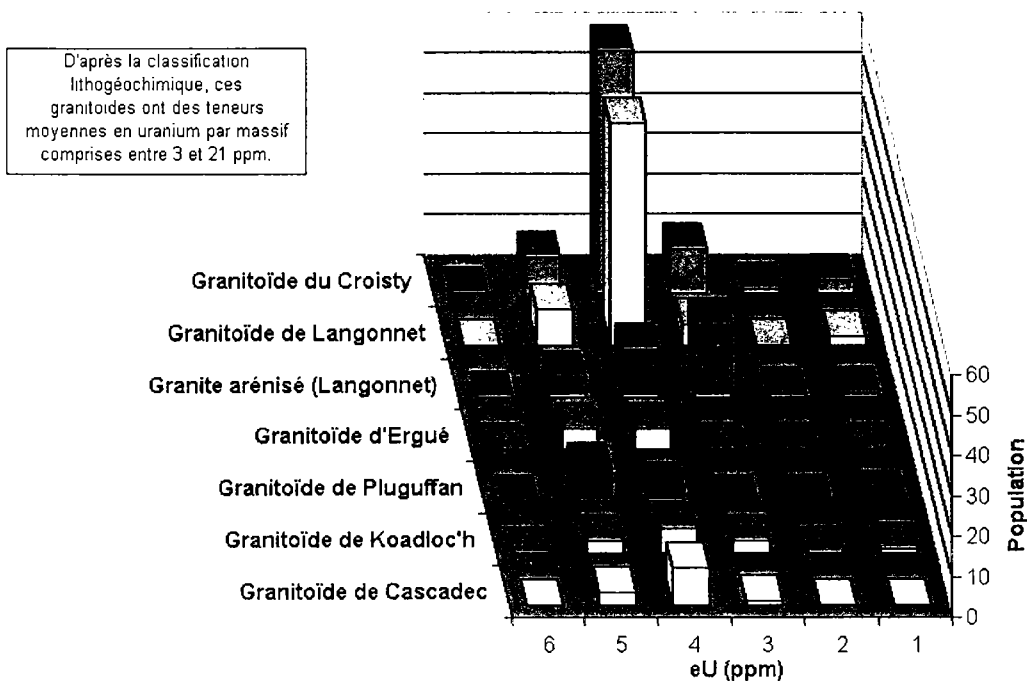 D'après la classification
lithogéochimique, ces
granitoïdes ont des teneurs
moyennes en uranium par massif
comprises entre 3 et 21 ppm.
Granitoïde du Croisty
Granitoïde de Langonnet
Granite arénisé (Langonnet)
Granitoïde d'Ergué
Granitoïde de Pluguffan
Granitoïde de Koadloc'h
Granitoïde de Cascadec
60
50
40
30
20
10
0
Population
6 5 4 3 2 1
eU (ppm)